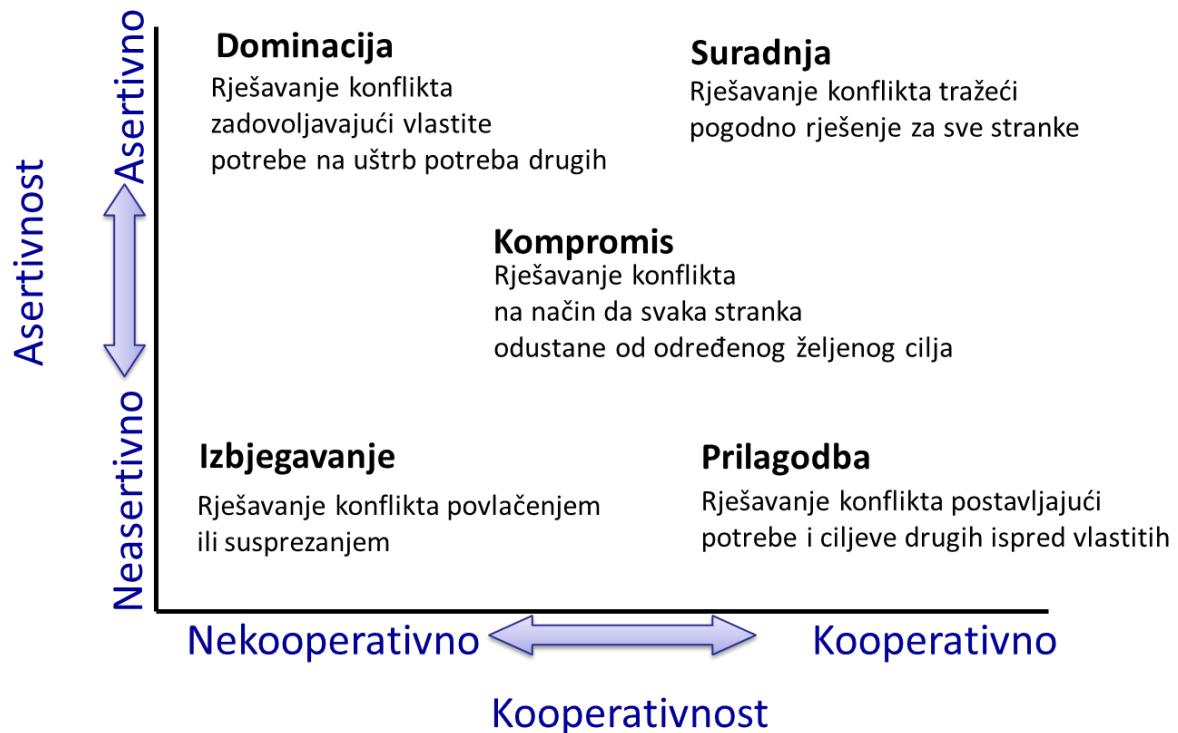 Asertivnost
Asertivno
Neasertivno
Dominacija
Rješavanje konflikta
zadovoljavajući vlastite
potrebe na uštrb potreba drugih
Suradnja
Rješavanje konflikta tražeći
pogodno rješenje za sve stranke
Kompromis
Rješavanje konflikta
na način da svaka stranka
odustane od određenog željenog cilja
Izbjegavanje
Rješavanje konflikta povlačenjem
ili susprezanjem
Prilagodba
Rješavanje konflikta postavljajući
potrebe i ciljeve drugih ispred vlastitih
Nekooperativno
Kooperativno
Kooperativnost